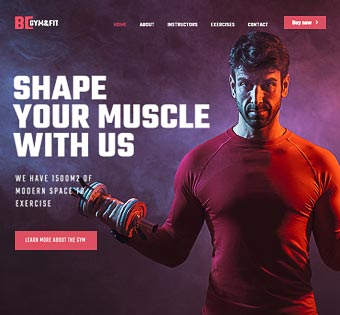 BE GYM&FIT
HOME ABOUT INSTRUCTORS EXERCISES CONTACT Buy now >
SHAPE
YOUR MUSCLE
WITH US
WE HAVE 1500M2 OF
MODERN SPACE TO
EXERCISE
LEARN MORE ABOUT THE GYM